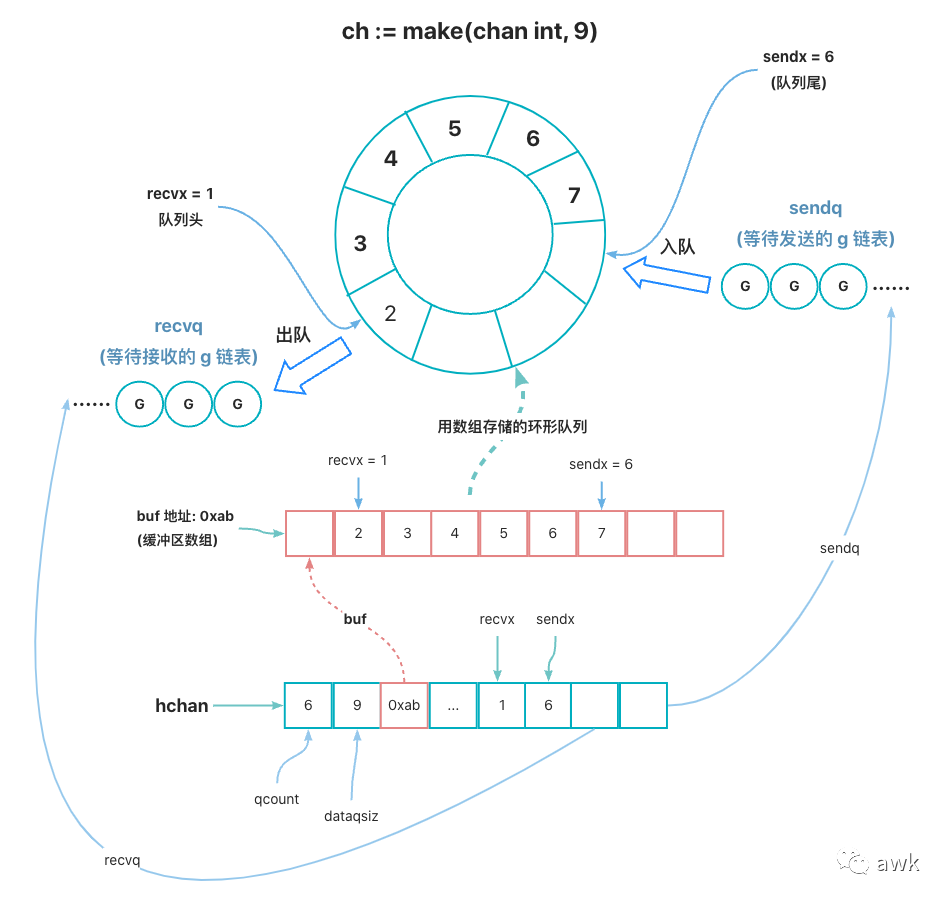 ch := make(chan int, 9)
sendx = 6
(队列尾)
5
6
4
7
recvx = 1
队列头
sendq
(等待发送的 g 链表)
3
入队
G
G
G
......
2
recvq
(等待接收的 g 链表)
出队
......
G
G
G
用数组存储的环形队列
recvx = 1
sendx = 6
buf 地址: 0xab
(缓冲区数组)
2
3
4
5
6
7
sendq
buf
recvx
sendx
hchan
6
9
0xab
...
1
6
qcount
dataqsiz
recvq
awk